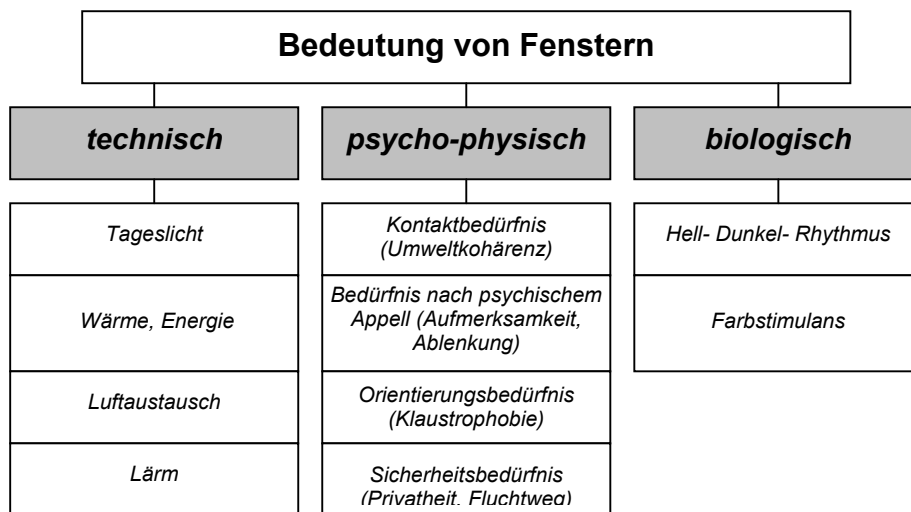 Bedeutung von Fenstern
technisch
Tageslicht
Wärme, Energie
Luftaustausch
Lärm
psycho-physisch
Kontaktbedürfnis
(Umweltkohärenz)
Bedürfnis nach psychischem
Appell (Aufmerksamkeit,
Ablenkung)
Orientierungsbedürfnis
(Klaustrophobie)
Sicherheitsbedürfnis
(Privatheit, Fluchtweg)
biologisch
Hell- Dunkel- Rhythmus
Farbstimulans